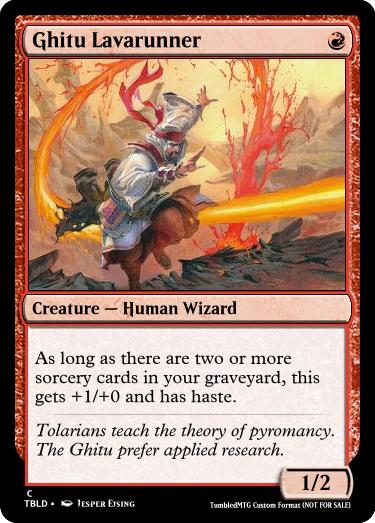 Ghitu Lavarunner
Creature — Human Wizard
As long as there are two or more
sorcery cards in your graveyard, this
gets +1/+0 and has haste.
Tolarians teach the theory of pyromancy.
The Ghitu prefer applied research.
1/2
C
TBLD • Jesper Ejsing
TumbledMTG Custom Format (NOT FOR SALE)